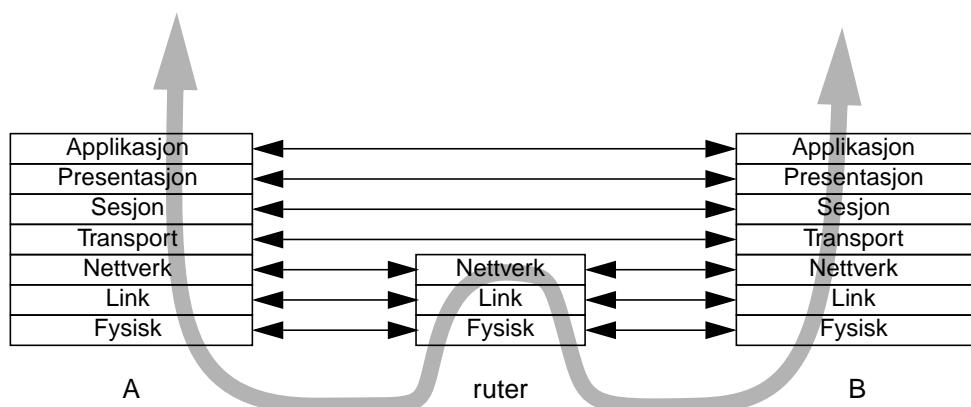 Applikasjon Applikasjon
Presentasjon Presentasjon
Sesjon Sesjon
Transport Transport
Nettverk Nettverk Nettverk
Link Link Link
Fysisk Fysisk Fysisk
A ruter B